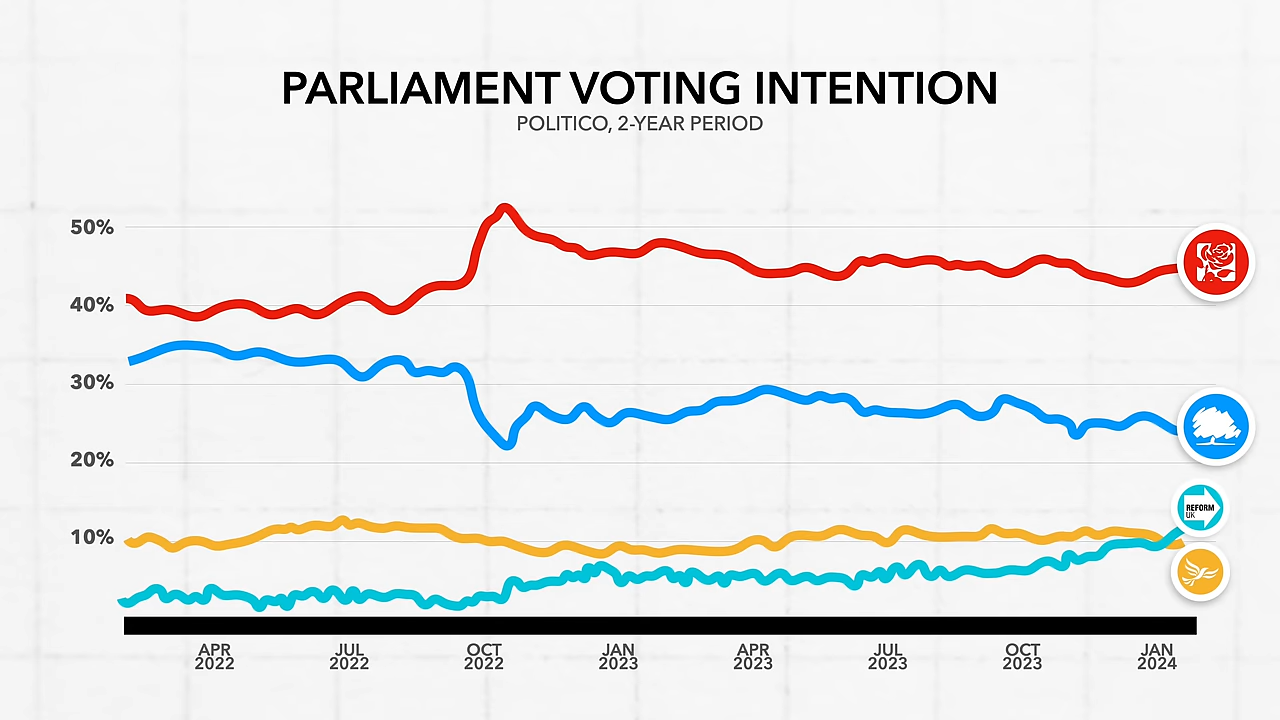 PARLIAMENT VOTING INTENTION
POLITICO, 2-YEAR PERIOD
50%
40%
30%
20%
10%
REFORM
UK
APR
2022
JUL
2022
OCT
2022
JAN
2023
APR
2023
JUL
2023
OCT
2023
JAN
2024